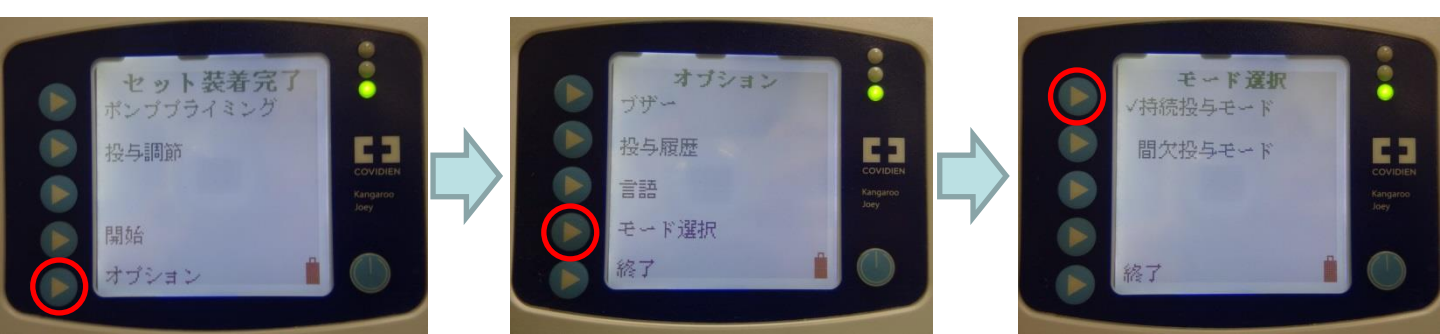 セット装着完了
ポンププライミング
投与調節
開始
オプション
COVIDIEN
Kangaroo
Joey
オプション
ブザー
投与履歴
言語
モード選択
終了
COVIDIEN
Kangaroo
Joey
モード選択
✓持続投与モード
間欠投与モード
終了
COVIDIEN
Kangaroo
Joey